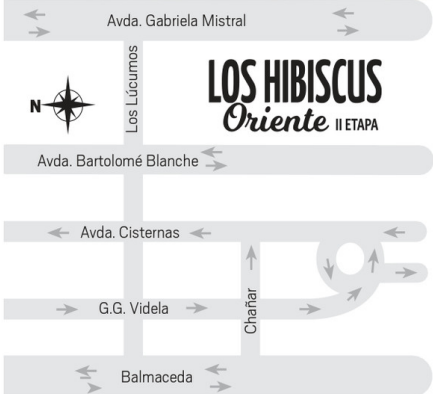 Avda. Gabriela Mistral
Los Lúcumos
LOS HIBISCUS
Oriente II ETAPA
N
Avda. Bartolomé Blanche
Avda. Cisternas
G.G. Videla
Chañar
Balmaceda